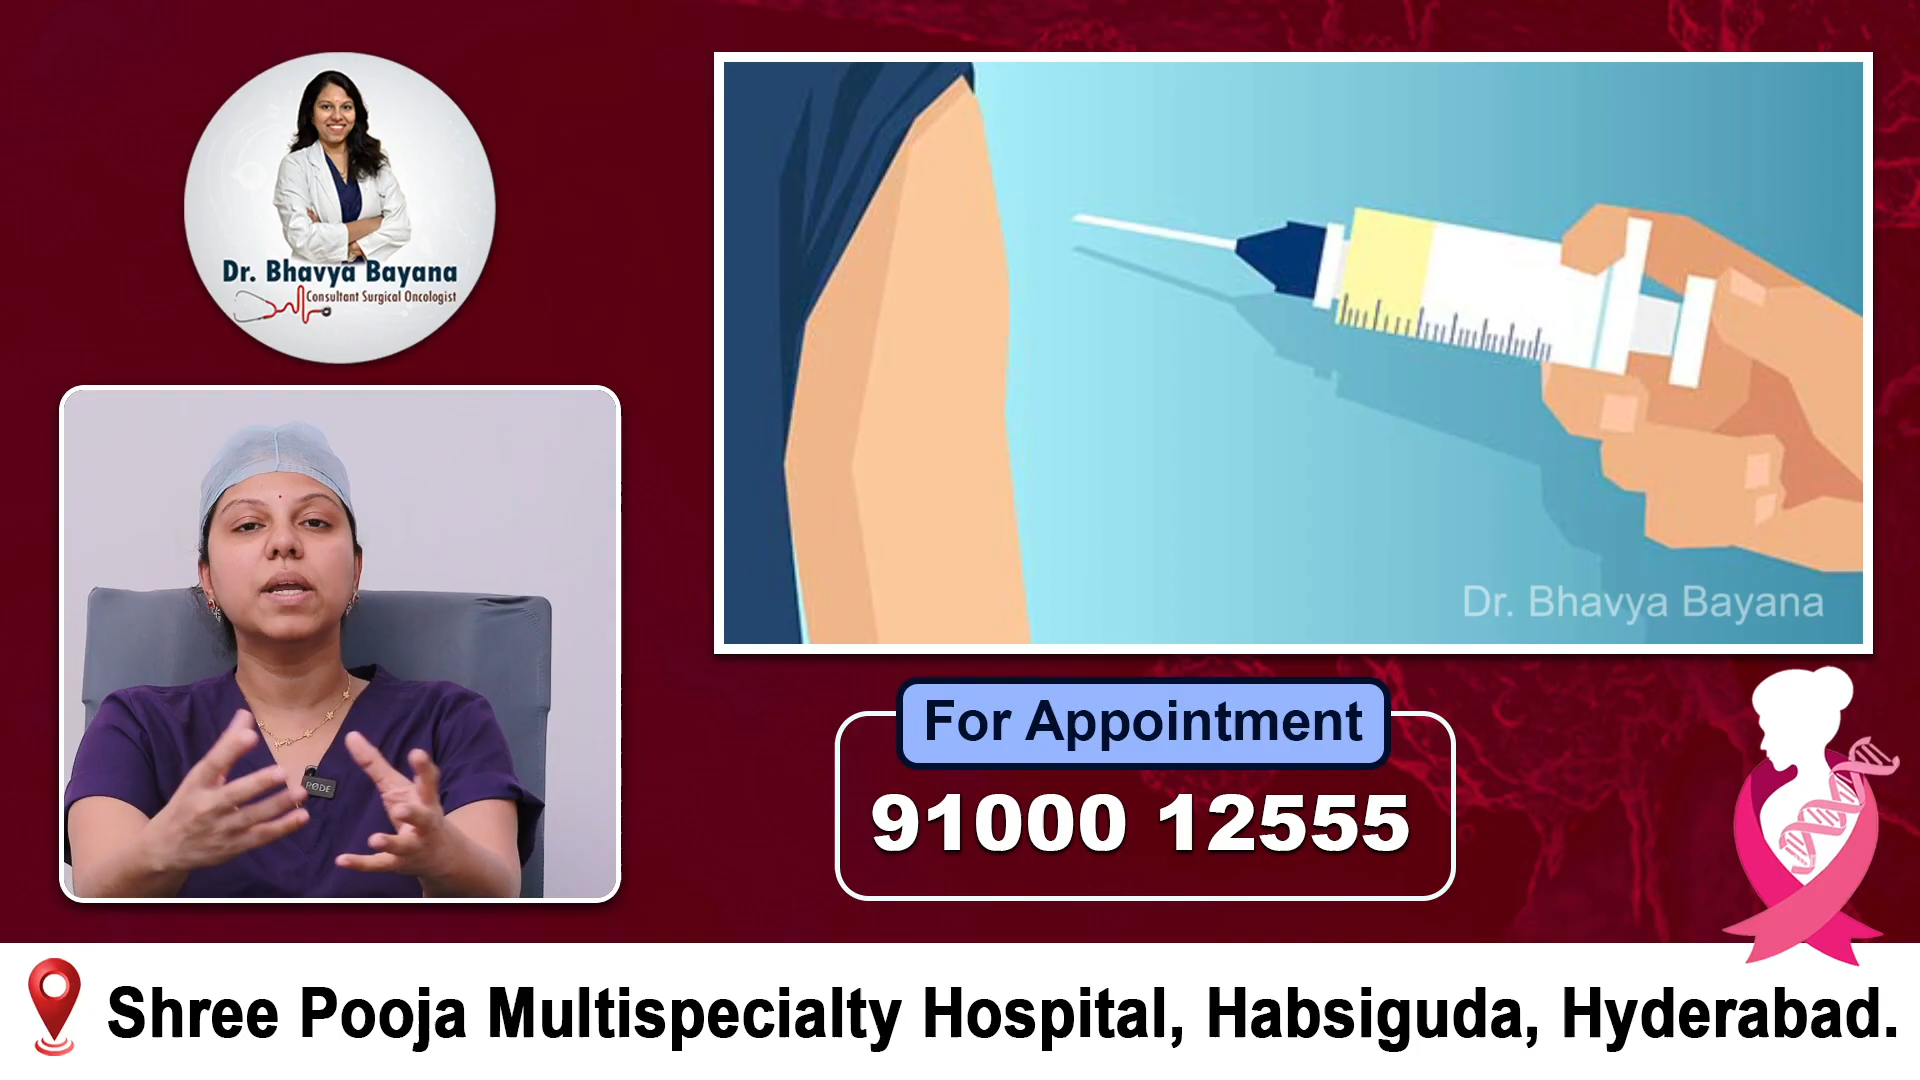 Dr. Bhavya Bayana
Consultant Surgical Oncologist
RØDE
Dr. Bhavya Bayana
For Appointment
91000 12555
Shree Pooja Multispecialty Hospital, Habsiguda, Hyderabad.